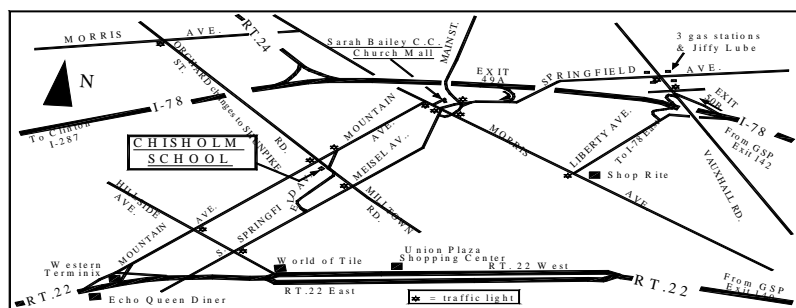 MORRIS AVE.
RT.24
ORCHARD changes to SHUNPIKE RD.
ST.
Sarah Bailey C.C.
Church Mall
MAIN ST.
EXIT
49A
SPRINGFIELD AVE.
3 gas stations
& Jiffy Lube
N
I-78
To Clinton
I-287
EXIT
50B
I-78
From GSP
Exit 142
CHISHOLM
SCHOOL
MOUNTAIN
AVE.
MEISEL AV..
MORRIS
AVE.
LIBERTY AVE.
To I-78 East
VAUXHALL RD.
Shop Rite
HILLSIDE
AVE.
MILLTOWN
RD.
MOUNTAIN AVE.
S. SPRINGFI
ELD AV
Western
Terminix
World of Tile
Union Plaza
Shopping Center
RT.22 West
RT.22 East
RT.22
RT.22
From GSP
Echo Queen Diner
= traffic light